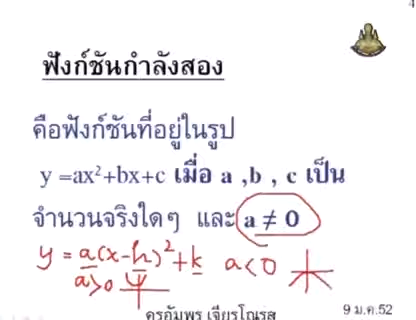 4
ฟังก์ชันกำลังสอง
คือฟังก์ชันที่อยู่ในรูป
y =ax²+bx+c เมื่อ a ,b , c เป็น
จำนวนจริงใดๆ และ a ≠ 0
y = a(x-h)²+k a<0
a>0
ครูอัมพร เจียรโณรส
9 ม.ค.52